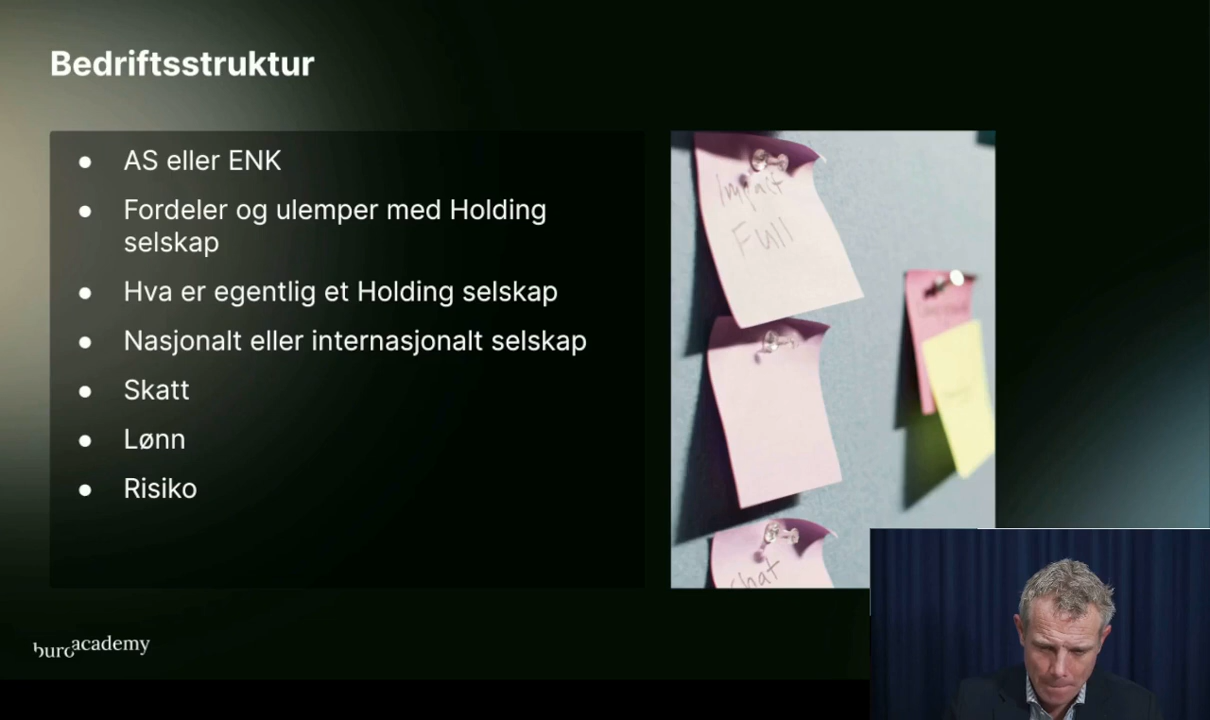 Bedriftsstruktur
● AS eller ENK
● Fordeler og ulemper med Holding
selskap
● Hva er egentlig et Holding selskap
● Nasjonalt eller internasjonalt selskap
● Skatt
● Lønn
● Risiko
Impact
Full
what
buroacademy